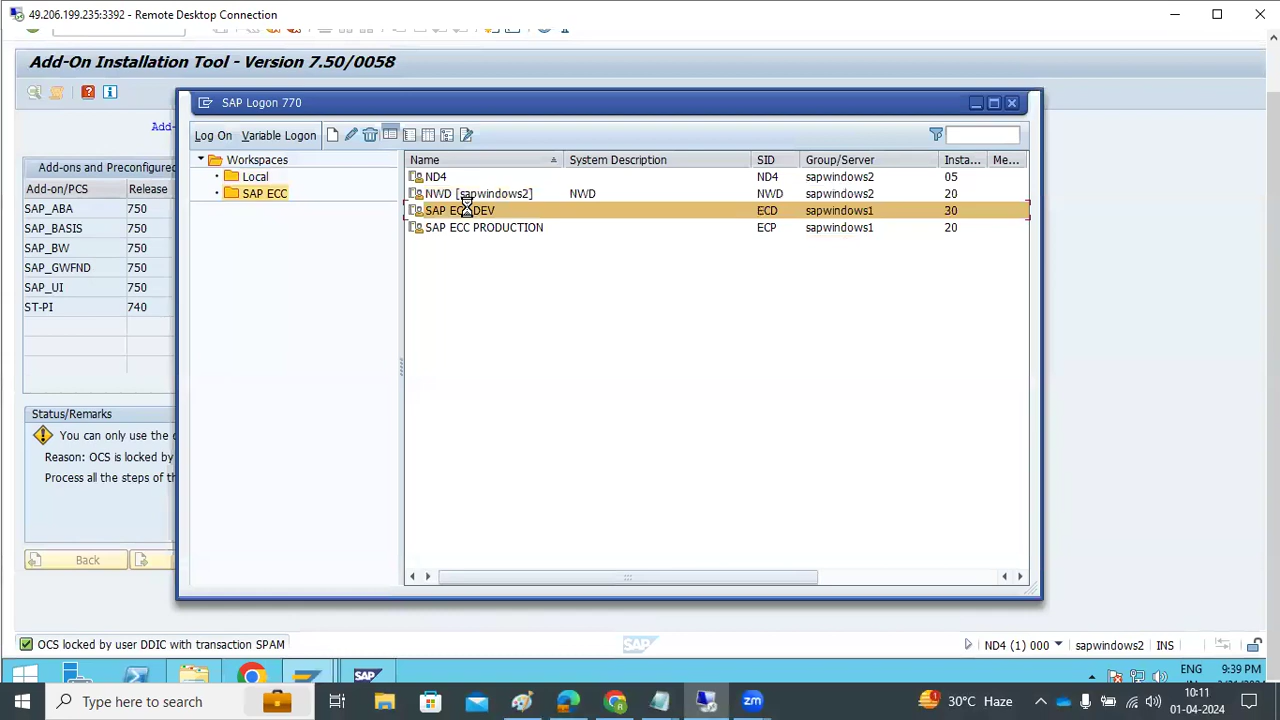 49.206.199.235:3392 - Remote Desktop Connection
Add-On Installation Tool - Version 7.50/0058
SAP Logon 770
Add-
Log On Variable Logon
Add-ons and Preconfigured
Add-on/PCS Release
SAP_ABA 750
SAP_BASIS 750
SAP_BW 750
SAP_GWFND 750
SAP_UI 750
ST-PI 740
Workspaces
Local
SAP ECC
Name System Description SID Group/Server Insta... Me...
ND4 ND4 sapwindows2 05
NWD [sapwindows2] NWD NWD sapwindows2 20
SAP ECC DEV ECD sapwindows1 30
SAP ECC PRODUCTION ECP sapwindows1 20
Status/Remarks
You can only use the
Reason: OCS is locked by
Process all the steps of th
Back
OCS locked by user DDIC with transaction SPAM
SAP
ND4 (1) 000 sapwindows2 INS
ENG
9:39 PM
Type here to search
30°C Haze
ENG
IN
10:11
01-04-2024